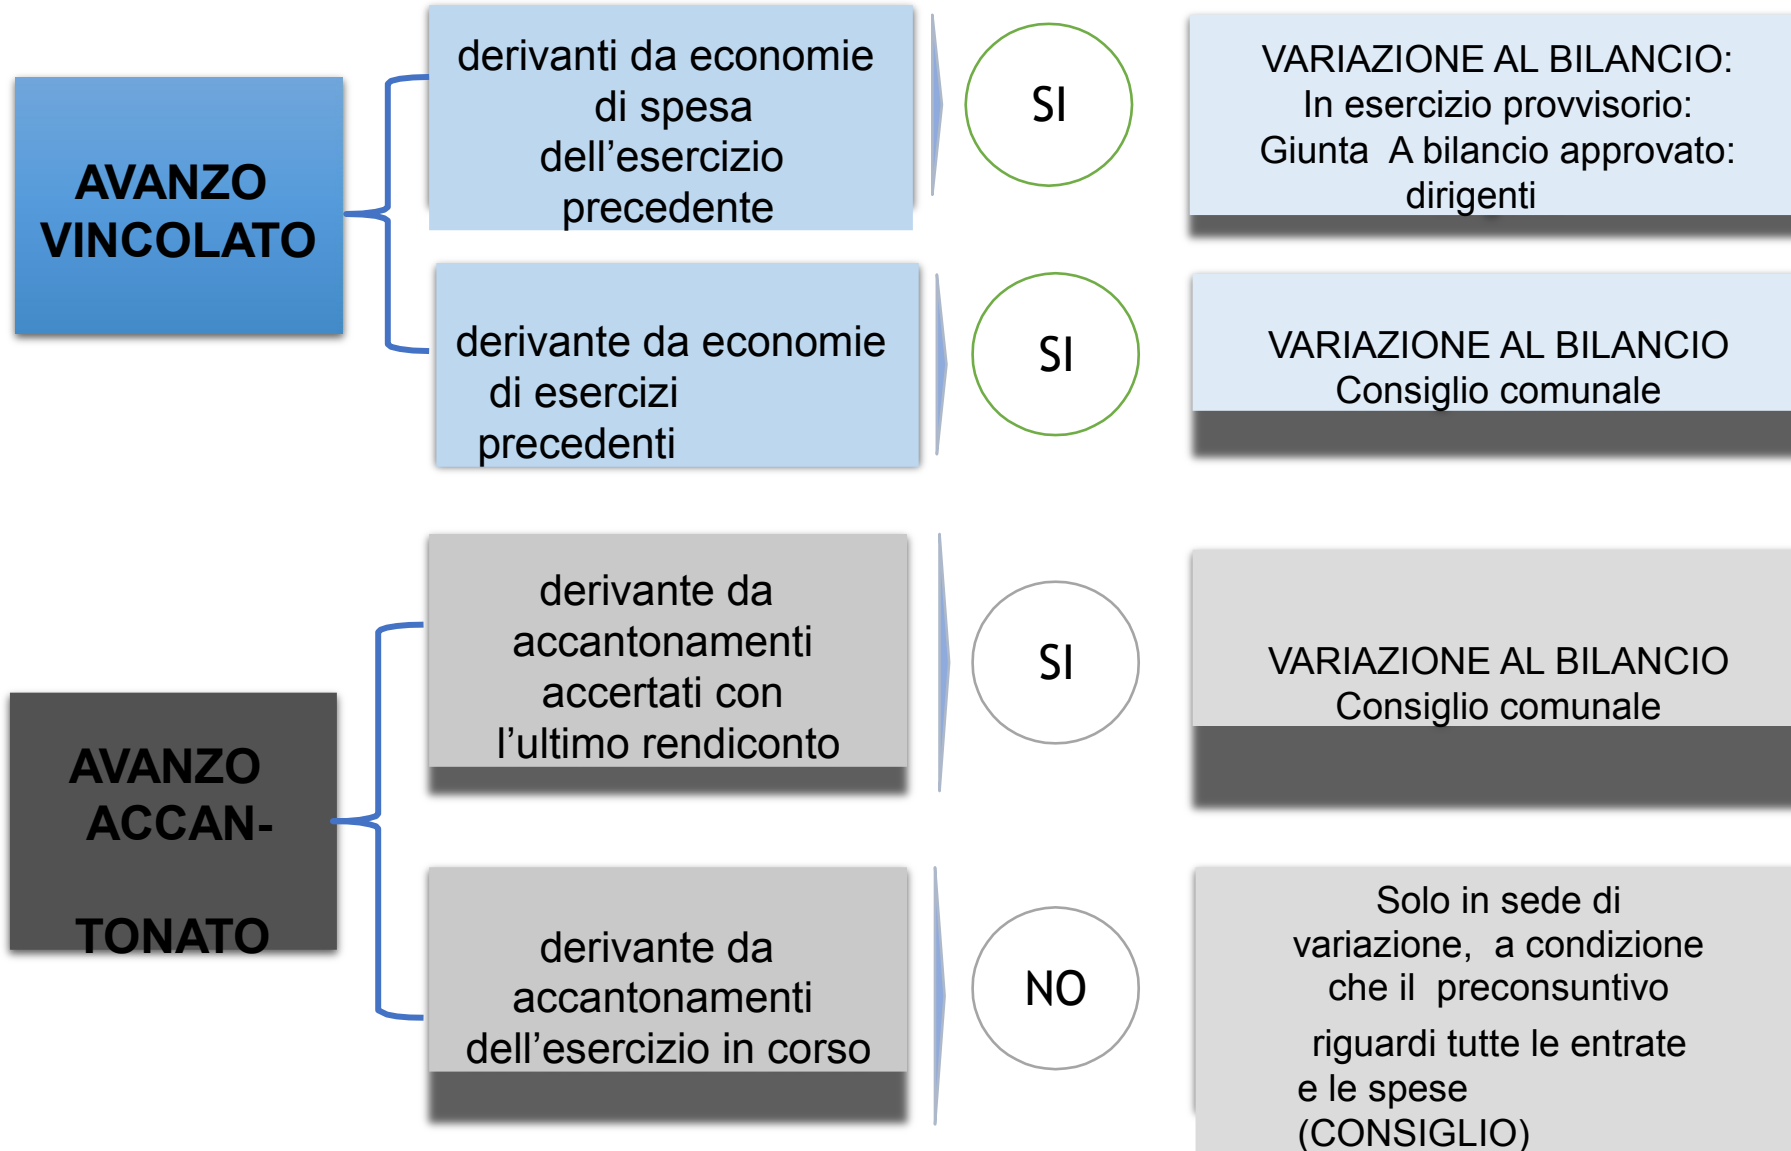 AVANZO
VINCOLATO
derivanti da economie
di spesa
dell’esercizio
precedente
SI
VARIAZIONE AL BILANCIO:
In esercizio provvisorio:
Giunta A bilancio approvato:
dirigenti
derivante da economie
di esercizi
precedenti
SI
VARIAZIONE AL BILANCIO
Consiglio comunale
AVANZO
ACCAN-
TONATO
derivante da
accantonamenti
accertati con
l’ultimo rendiconto
SI
VARIAZIONE AL BILANCIO
Consiglio comunale
derivante da
accantonamenti
dell’esercizio in corso
NO
Solo in sede di
variazione, a condizione
che il preconsuntivo
riguardi tutte le entrate
e le spese
(CONSIGLIO)